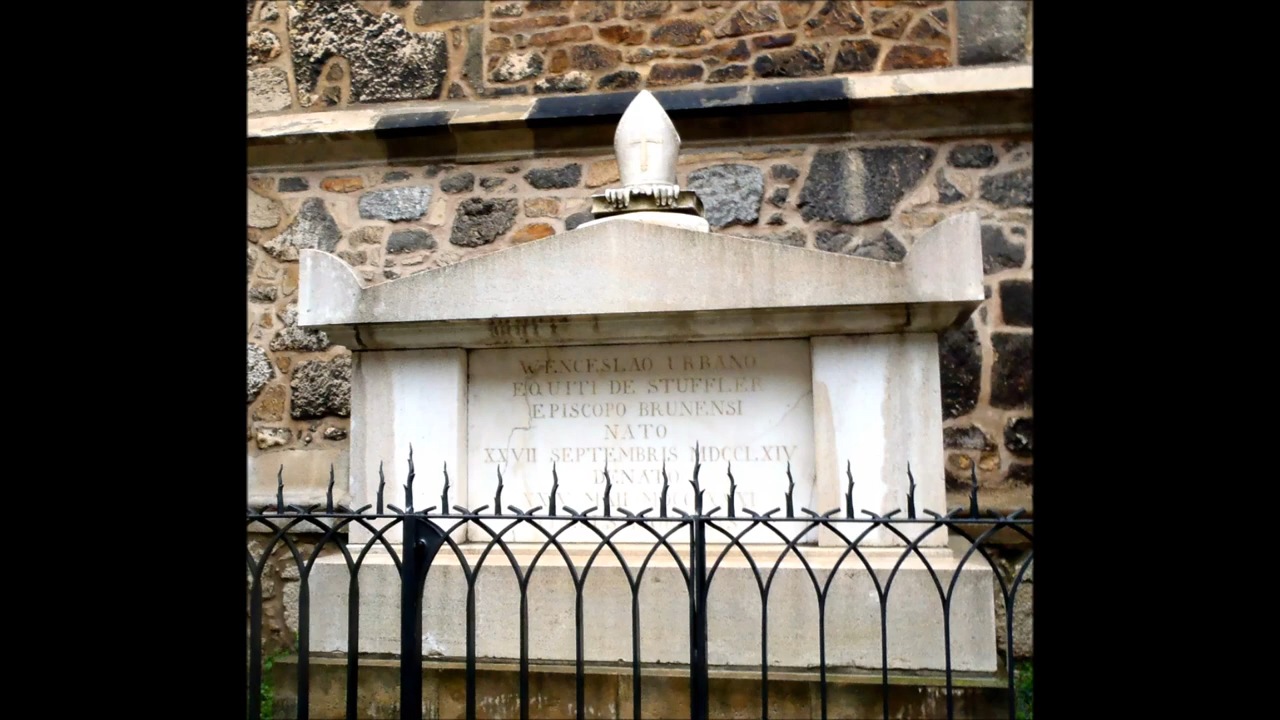 WENCESLAO URBANO
EQUITI DE STUFFLER
EPISCOPO BRUNENSI
NATO
XXVII SEPTEMBRIS MDCCLXIV
DENATO